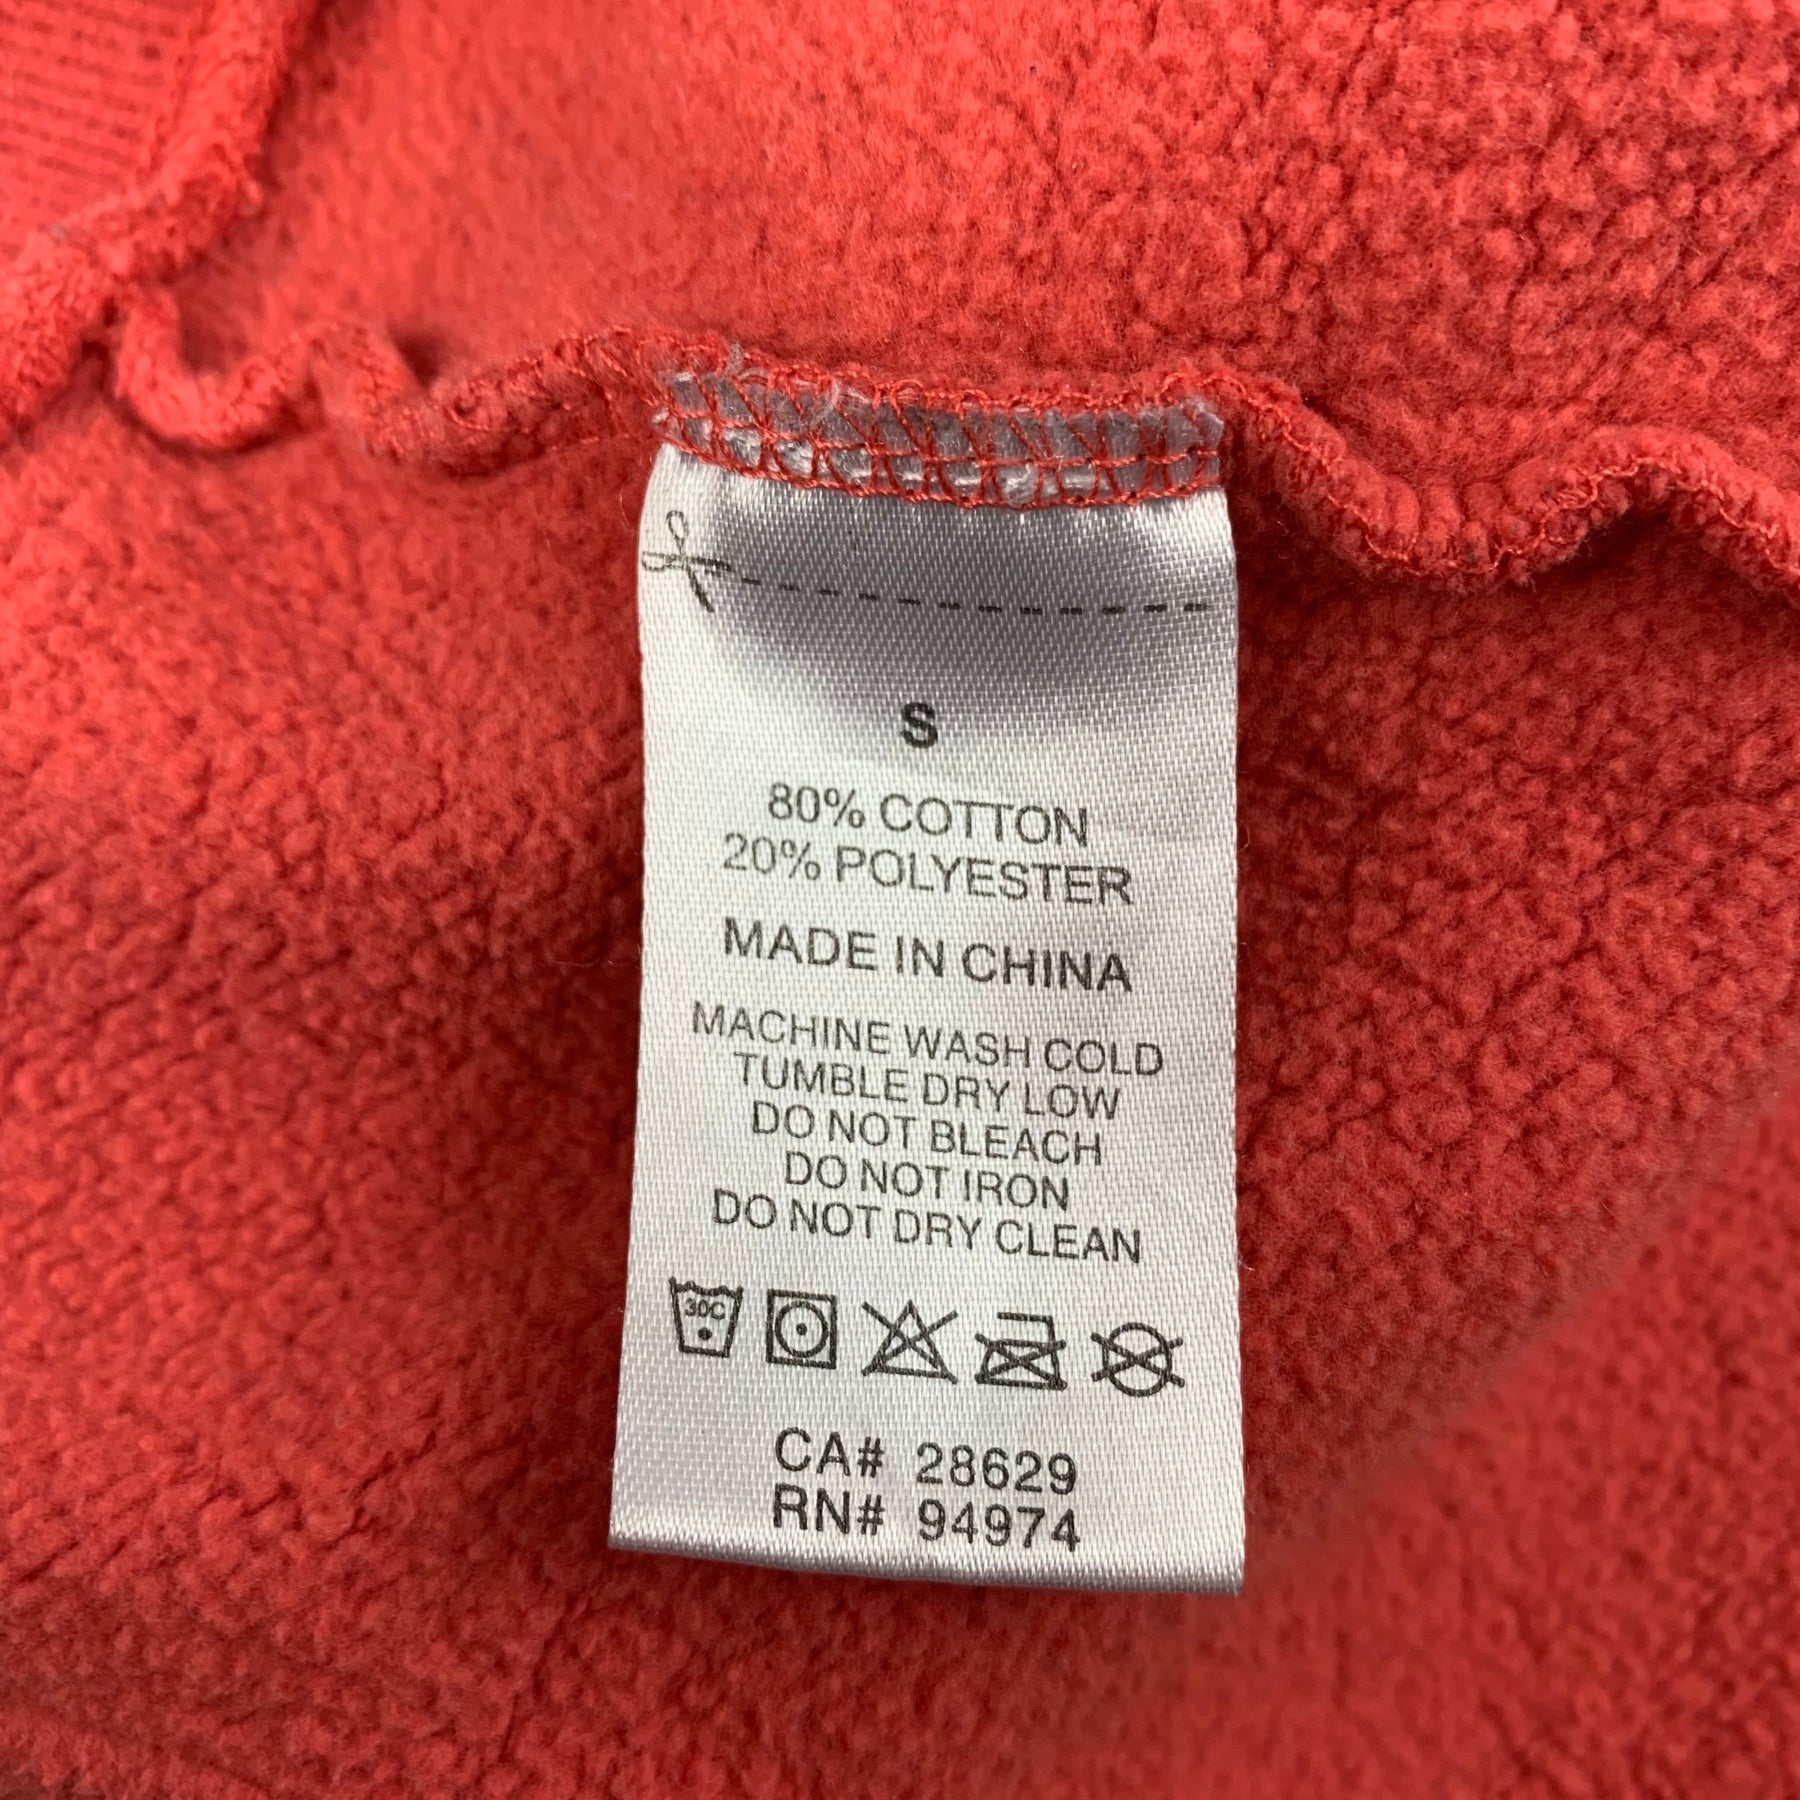 S
80% COTTON
20% POLYESTER
MADE IN CHINA
MACHINE WASH COLD
TUMBLE DRY LOW
DO NOT BLEACH
DO NOT IRON
DO NOT DRY CLEAN
30C
CA# 28629
RN# 94974